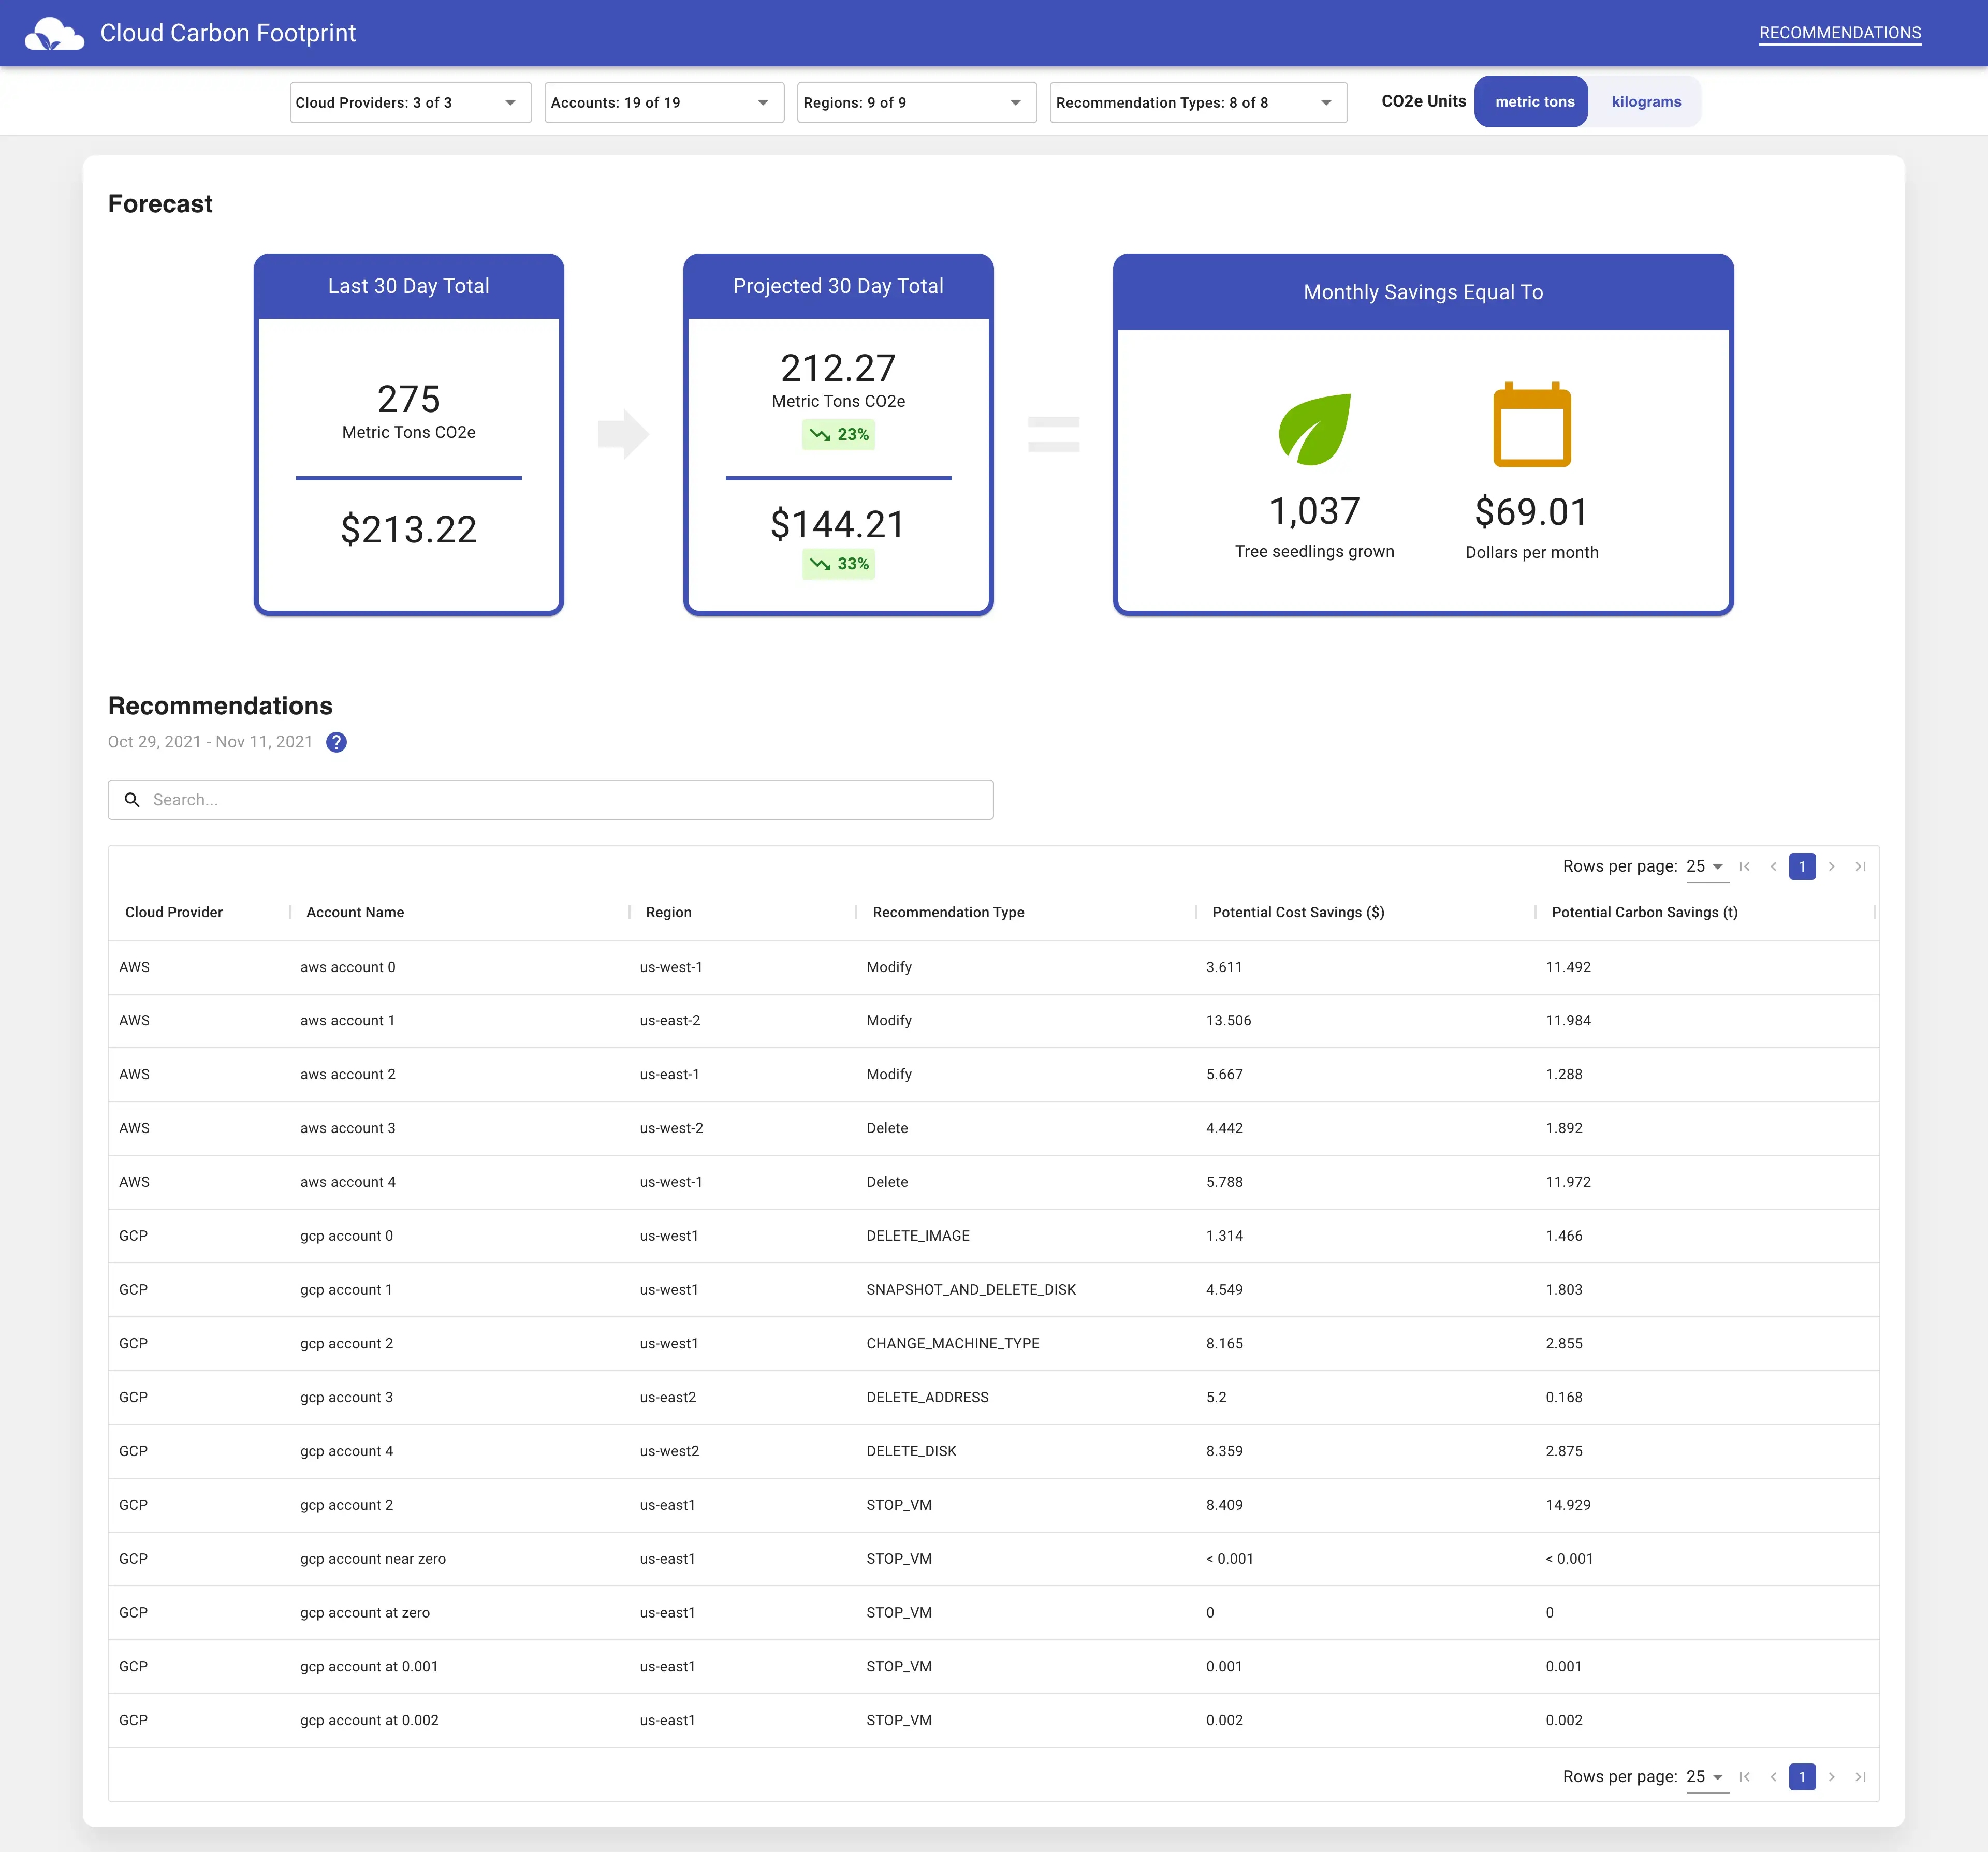 Cloud Carbon Footprint
RECOMMENDATIONS
Cloud Providers: 3 of 3
Accounts: 19 of 19
Regions: 9 of 9
Recommendation Types: 8 of 8
CO2e Units
metric tons
kilograms
Forecast
Last 30 Day Total
275
Metric Tons CO2e
$213.22
Projected 30 Day Total
212.27
Metric Tons CO2e
23%
$144.21
33%
Monthly Savings Equal To
1,037
Tree seedlings grown
$69.01
Dollars per month
Recommendations
Oct 29, 2021 - Nov 11, 2021 ?
Search...
Rows per page: 25 1
Cloud Provider Account Name Region Recommendation Type Potential Cost Savings ($) Potential Carbon Savings (t)
AWS aws account 0 us-west-1 Modify 3.611 11.492
AWS aws account 1 us-east-2 Modify 13.506 11.984
AWS aws account 2 us-east-1 Modify 5.667 1.288
AWS aws account 3 us-west-2 Delete 4.442 1.892
AWS aws account 4 us-west-1 Delete 5.788 11.972
GCP gcp account 0 us-west1 DELETE_IMAGE 1.314 1.466
GCP gcp account 1 us-west1 SNAPSHOT_AND_DELETE_DISK 4.549 1.803
GCP gcp account 2 us-west1 CHANGE_MACHINE_TYPE 8.165 2.855
GCP gcp account 3 us-east2 DELETE_ADDRESS 5.2 0.168
GCP gcp account 4 us-west2 DELETE_DISK 8.359 2.875
GCP gcp account 2 us-east1 STOP_VM 8.409 14.929
GCP gcp account near zero us-east1 STOP_VM < 0.001 < 0.001
GCP gcp account at zero us-east1 STOP_VM 0 0
GCP gcp account at 0.001 us-east1 STOP_VM 0.001 0.001
GCP gcp account at 0.002 us-east1 STOP_VM 0.002 0.002
Rows per page: 25 1